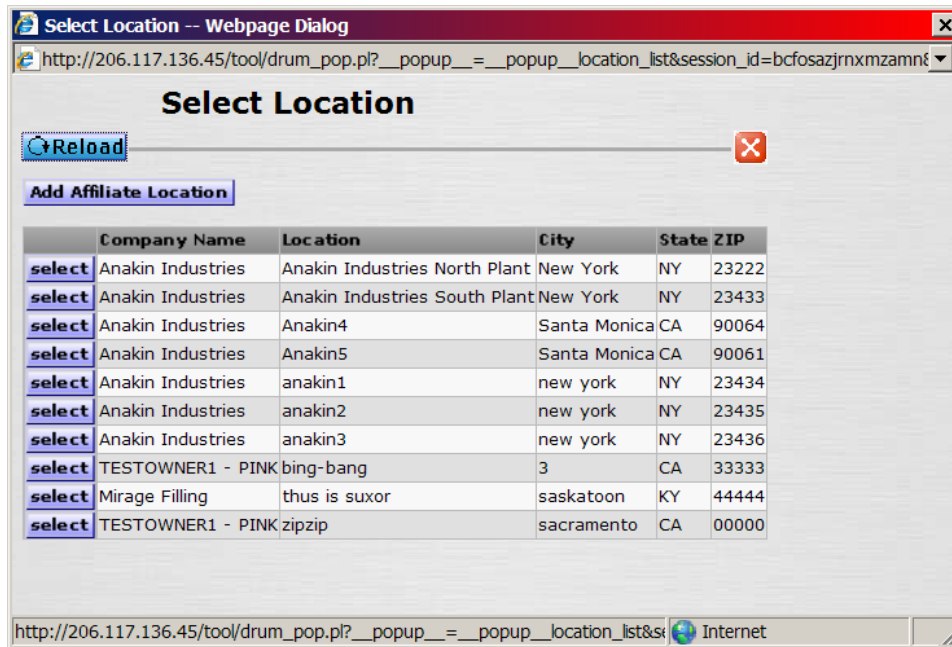 Select Location -- Webpage Dialog
http://206.117.136.45/tool/drum_pop.pl?__popup__=__popup__location_list&session_id=bcfosazjrnxmzamn&
Select Location
Reload
Add Affiliate Location
Company Name Location City State ZIP
select Anakin Industries Anakin Industries North Plant New York NY 23222
select Anakin Industries Anakin Industries South Plant New York NY 23433
select Anakin Industries Anakin4 Santa Monica CA 90064
select Anakin Industries Anakin5 Santa Monica CA 90061
select Anakin Industries anakin1 new york NY 23434
select Anakin Industries anakin2 new york NY 23435
select Anakin Industries anakin3 new york NY 23436
select TESTOWNER1 - PINK bing-bang 3 CA 33333
select Mirage Filling thus is suxor saskatoon KY 44444
select TESTOWNER1 - PINK zipzip sacramento CA 00000
http://206.117.136.45/tool/drum_pop.pl?__popup__=__popup__location_list&se Internet